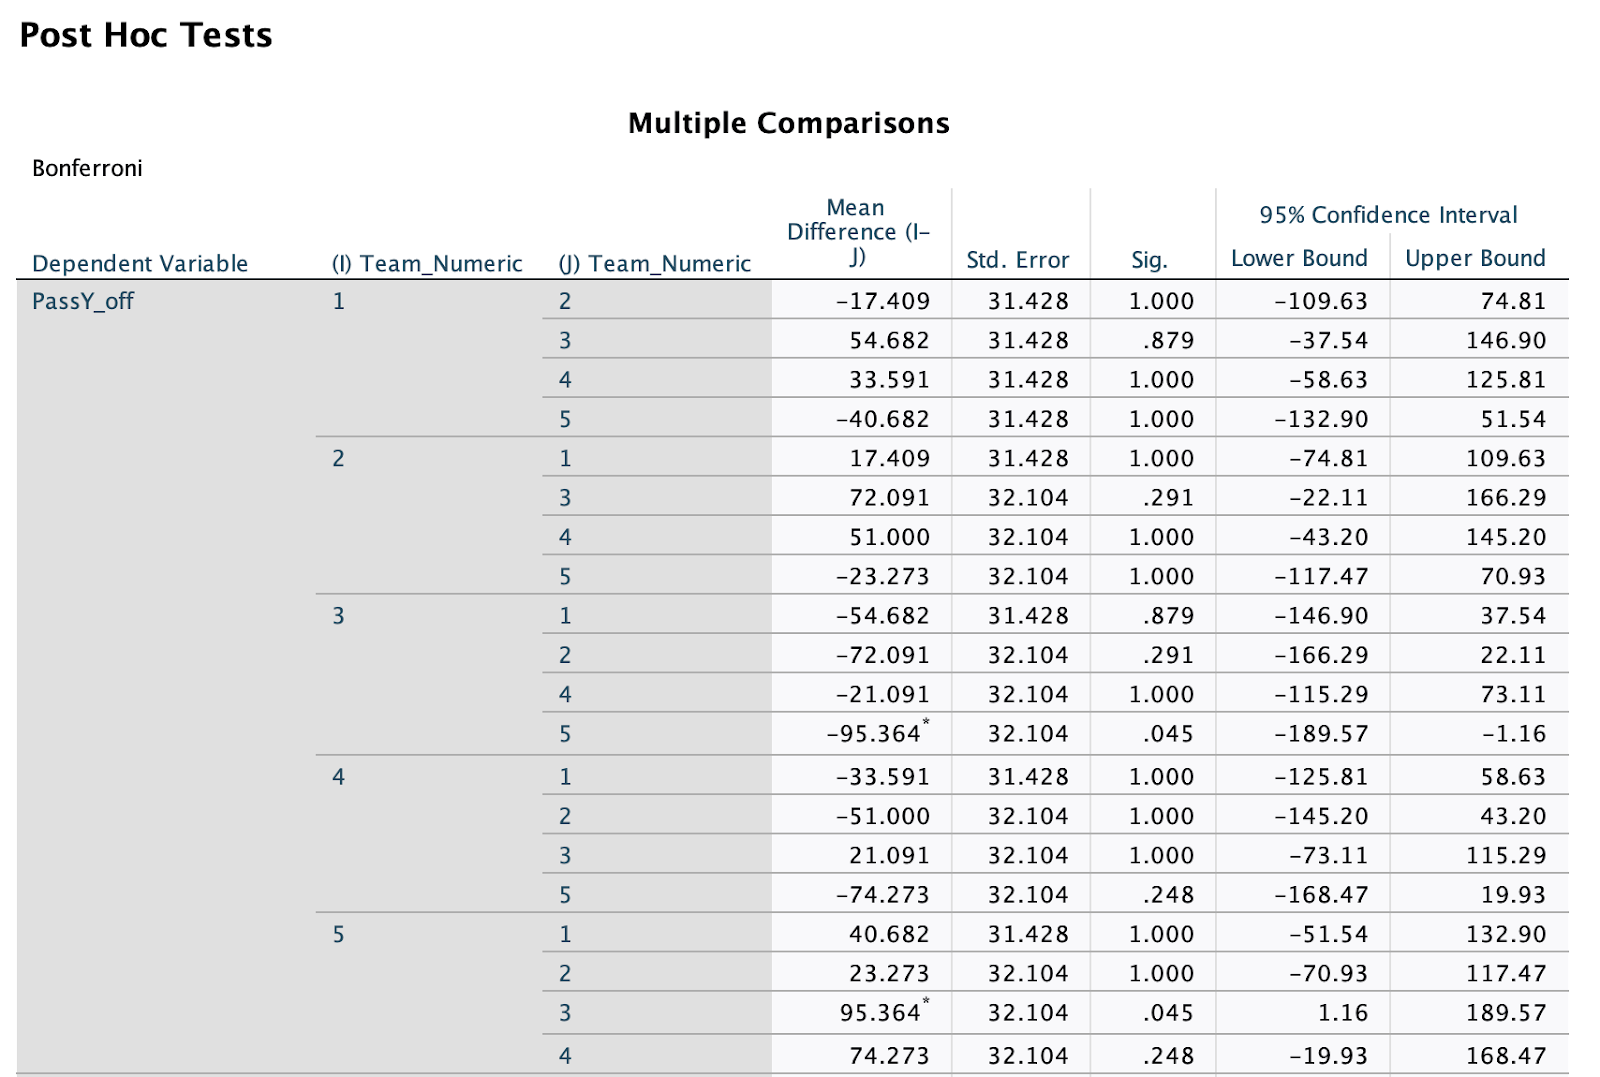 Post Hoc Tests
Multiple Comparisons
Bonferroni
Dependent Variable (I) Team_Numeric (J) Team_Numeric Mean Difference (I–J) Std. Error Sig. 95% Confidence Interval
Lower Bound Upper Bound
PassY_off 1 2 −17.409 31.428 1.000 −109.63 74.81
3 54.682 31.428 .879 −37.54 146.90
4 33.591 31.428 1.000 −58.63 125.81
5 −40.682 31.428 1.000 −132.90 51.54
2 1 17.409 31.428 1.000 −74.81 109.63
3 72.091 32.104 .291 −22.11 166.29
4 51.000 32.104 1.000 −43.20 145.20
5 −23.273 32.104 1.000 −117.47 70.93
3 1 −54.682 31.428 .879 −146.90 37.54
2 −72.091 32.104 .291 −166.29 22.11
4 −21.091 32.104 1.000 −115.29 73.11
5 −95.364* 32.104 .045 −189.57 −1.16
4 1 −33.591 31.428 1.000 −125.81 58.63
2 −51.000 32.104 1.000 −145.20 43.20
3 21.091 32.104 1.000 −73.11 115.29
5 −74.273 32.104 .248 −168.47 19.93
5 1 40.682 31.428 1.000 −51.54 132.90
2 23.273 32.104 1.000 −70.93 117.47
3 95.364* 32.104 .045 1.16 189.57
4 74.273 32.104 .248 −19.93 168.47